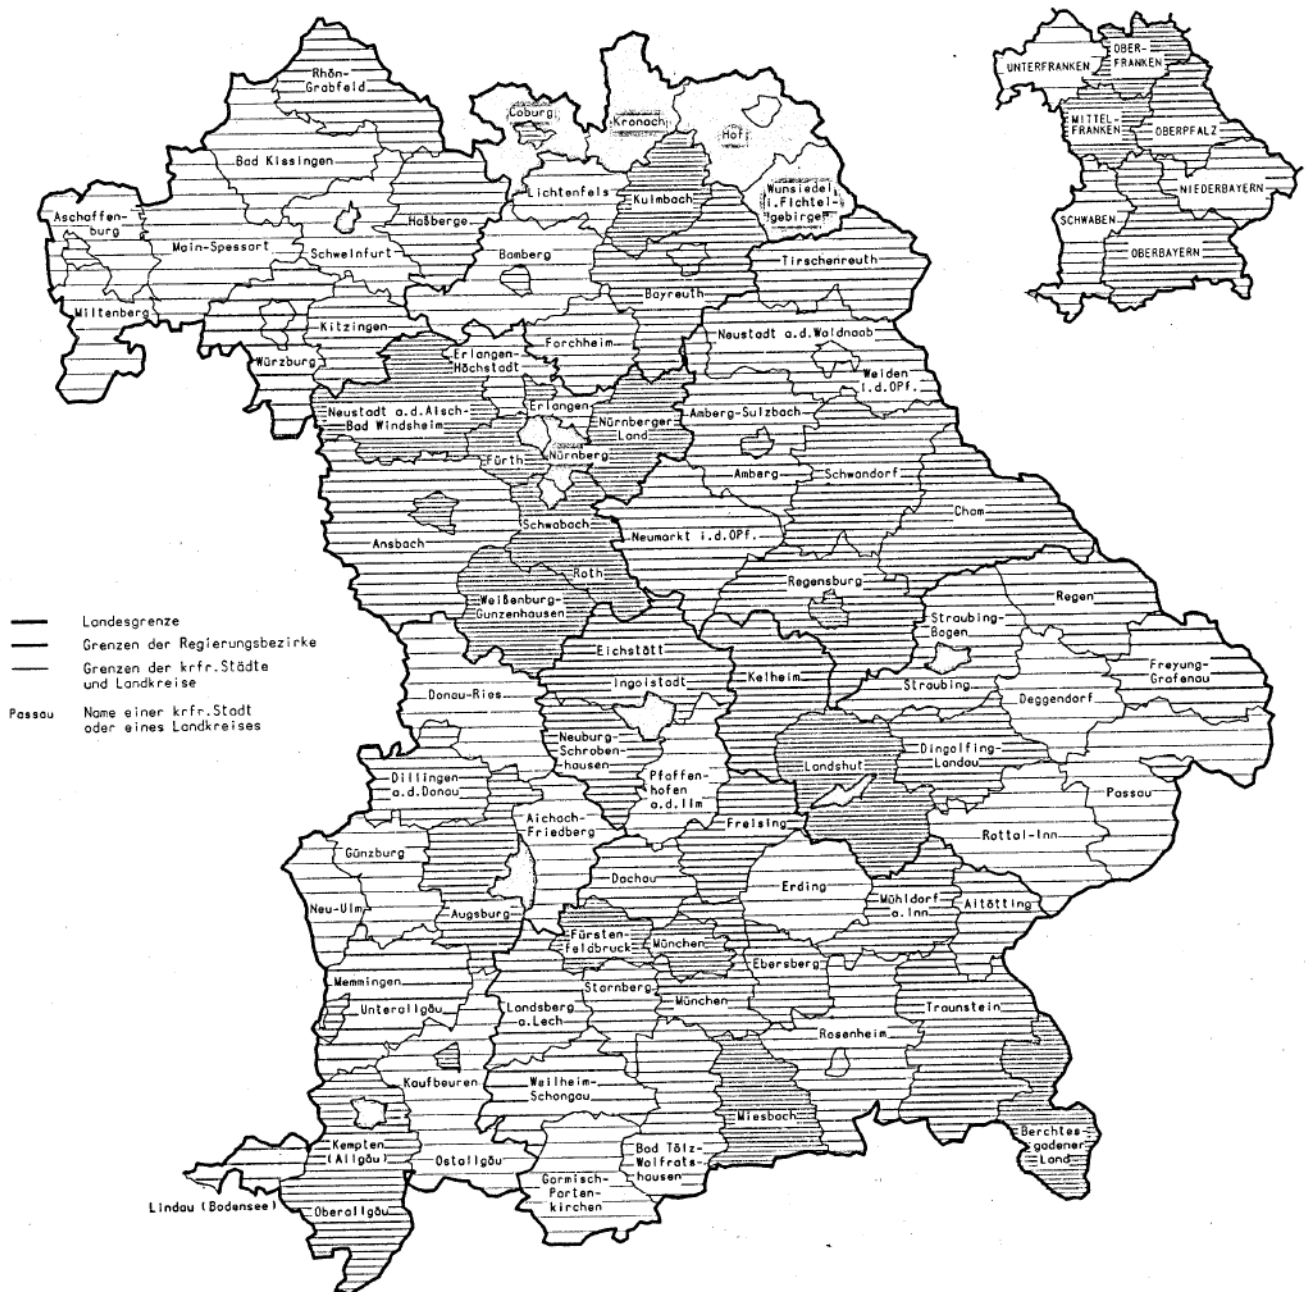 Rhön-
Grabfeld
Bad Kissingen
Aschaffen-
burg
Main-Spessart
Schweinfurt
Haßberge
Miltenberg
Kitzingen
Würzburg
Coburg
Kronach
Hof
Lichtenfels
Kulmbach
Wunsiedel
i.Fichtel-
gebirge
Bamberg
Bayreuth
Tirschenreuth
Forchheim
Erlangen-
Höchstadt
Neustadt a.d.Waldnaab
Weiden
i.d.OPf.
Neustadt a.d.Aisch-
Bad Windsheim
Erlangen
Nürnberger
Land
Fürth
Nürnberg
Amberg-Sulzbach
Amberg
Schwandorf
Cham
Ansbach
Schwabach
Roth
Neumarkt i.d.OPf.
Weißenburg-
Gunzenhausen
Regensburg
Straubing-
Bogen
Regen
Straubing
Deggendorf
Freyung-
Grafenau
Eichstätt
Ingolstadt
Kelheim
Donau-Ries
Neuburg-
Schroben-
hausen
Pfaffen-
hofen
a.d.Ilm
Landshut
Dingolfing-
Landau
Passau
Rottal-Inn
Dillingen
a.d.Donau
Aichach-
Friedberg
Freising
Günzburg
Neu-Ulm
Augsburg
Dachau
Erding
Mühldorf
a.Inn
Altötting
Fürsten-
feldbruck
München
Ebersberg
Memmingen
Unterallgäu
Landsberg
a.Lech
Starnberg
München
Traunstein
Rosenheim
Kaufbeuren
Weilheim-
Schongau
Miesbach
Kempten
(Allgäu)
Ostallgäu
Bad Tölz-
Wolfrats-
hausen
Garmisch-
Parten-
kirchen
Berchtes-
gadener
Land
Lindau (Bodensee)
Oberallgäu
UNTERFRANKEN
OBER-
FRANKEN
MITTEL-
FRANKEN
OBERPFALZ
NIEDERBAYERN
SCHWABEN
OBERBAYERN
Landesgrenze
Grenzen der Regierungsbezirke
Grenzen der krfr.Städte
und Landkreise
Passau Name einer krfr.Stadt
oder eines Landkreises